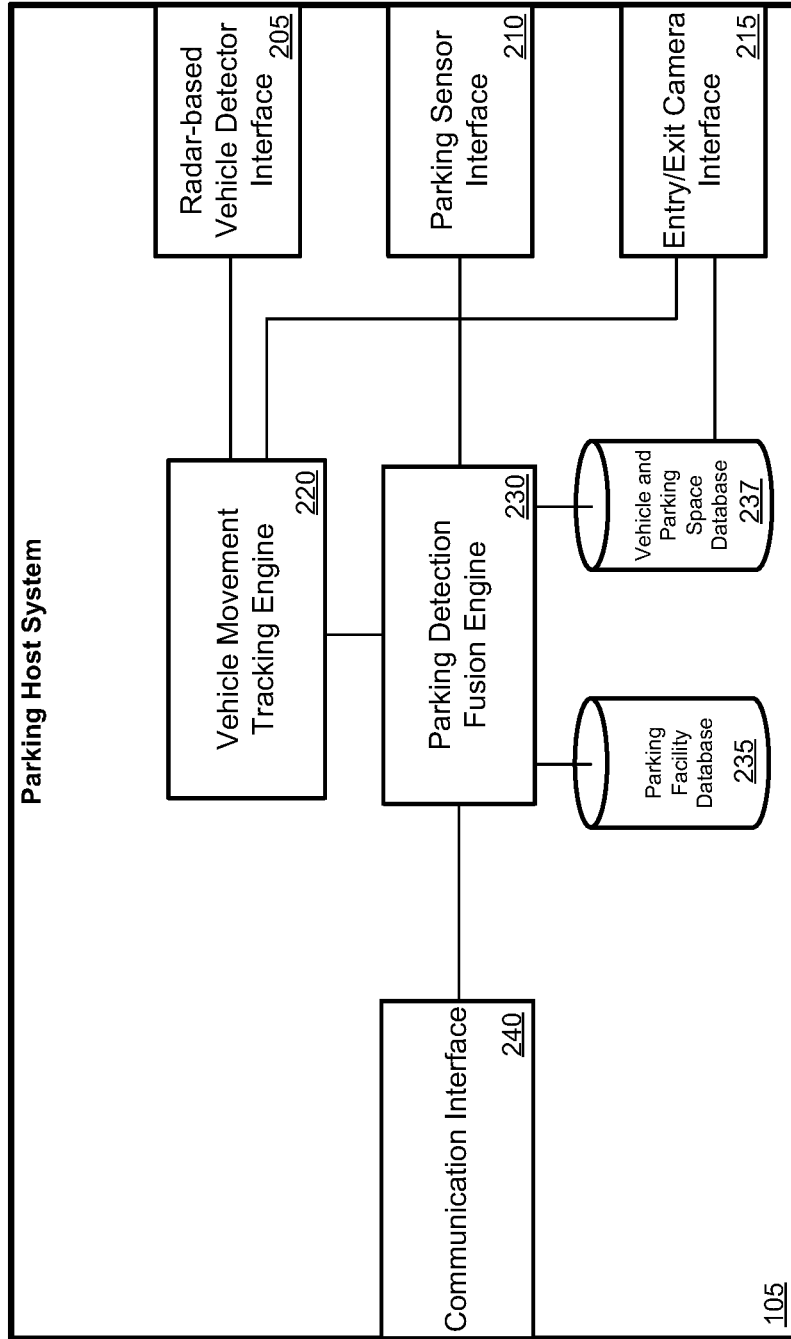 Parking Host System
Radar-based
Vehicle Detector
Interface
205
Vehicle Movement
Tracking Engine
220
Parking Sensor
Interface
210
Parking Detection
Fusion Engine
230
Communication Interface
240
Entry/Exit Camera
Interface
215
Parking
Facility
Database
235
Vehicle and
Parking
Space
Database
237
105